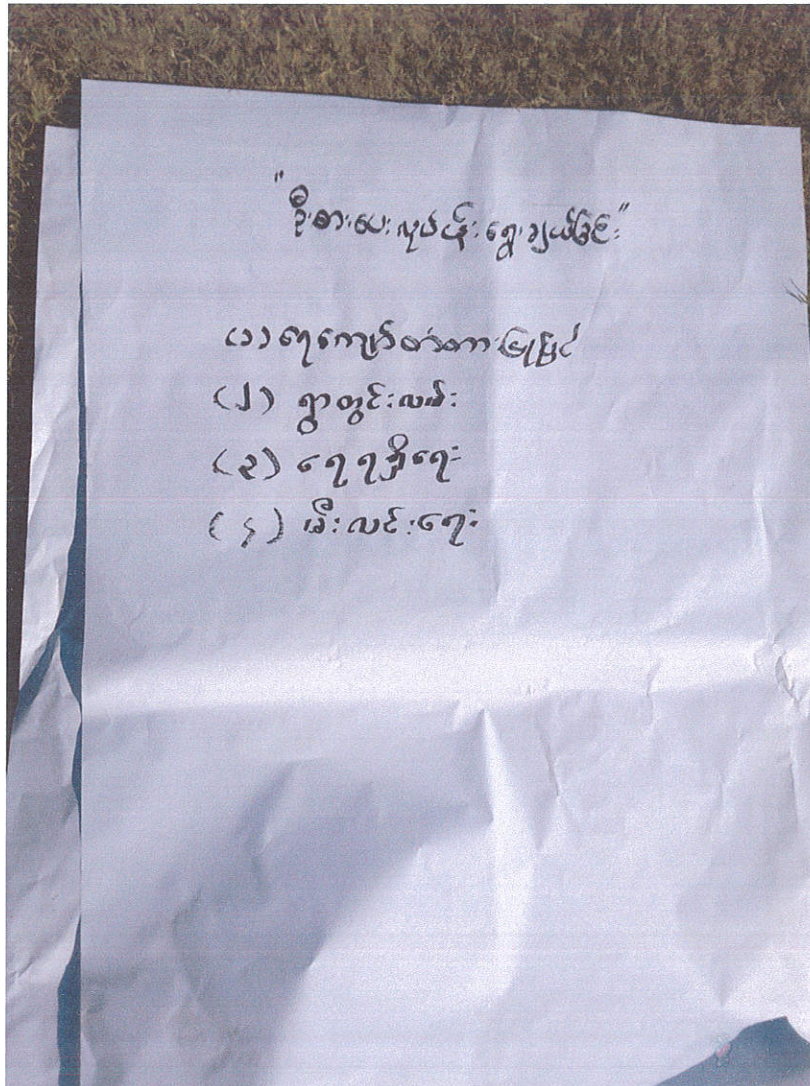 "ဦးစားပေးလုပ်ငန်းရွေးချယ်ခြင်း"
(၁) ရေကျော်တံတားပြုပြင်
(၂) ရွာတွင်းလမ်း
(၃) ရေရရှိရေး
(၄) မီးလင်းရေး